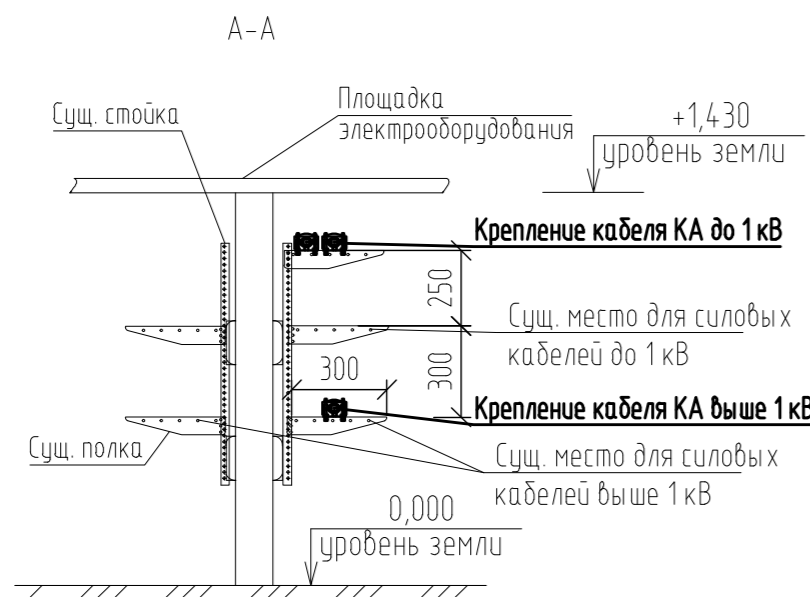 А-А
Сущ. стойка
Площадка
электрооборудования
+1,430
уровень земли
Крепление кабеля КА до 1 кВ
250
Сущ. место для силовых
кабелей до 1 кВ
300
300
Крепление кабеля КА выше 1 кВ
Сущ. полка
Сущ. место для силовых
кабелей выше 1 кВ
0,000
уровень земли